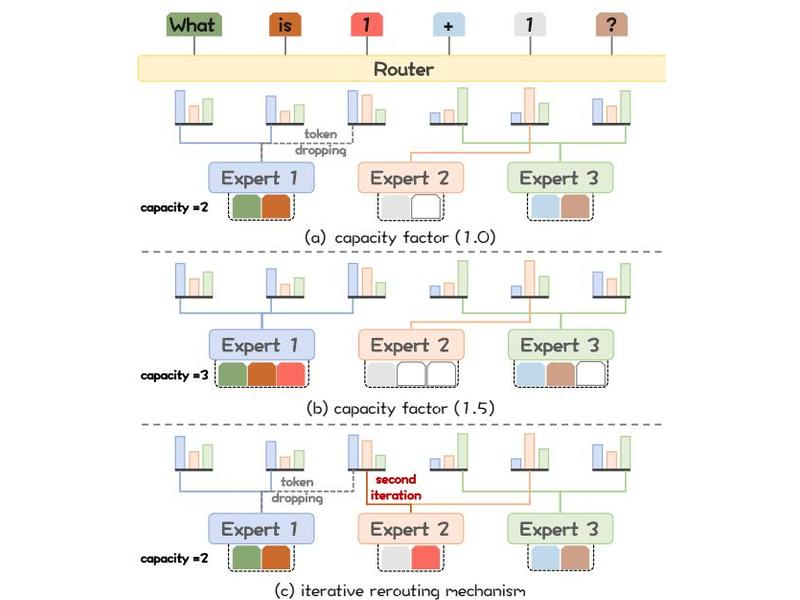 What is 1 + 1 ?
Router
token
dropping
Expert 1 Expert 2 Expert 3
capacity =2
(a) capacity factor (1.0)
Expert 1 Expert 2 Expert 3
capacity =3
(b) capacity factor (1.5)
token
dropping
second
iteration
Expert 1 Expert 2 Expert 3
capacity =2
(c) iterative rerouting mechanism